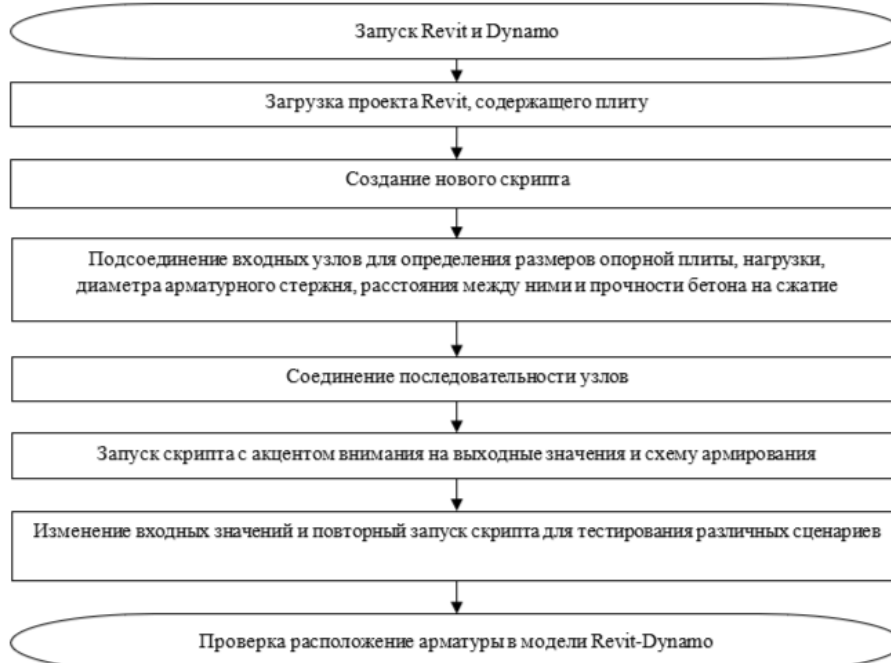 Запуск Revit и Dynamo
Загрузка проекта Revit, содержащего плиту
Создание нового скрипта
Подсоединение входных узлов для определения размеров опорной плиты, нагрузки,
диаметра арматурного стержня, расстояния между ними и прочности бетона на сжатие
Соединение последовательности узлов
Запуск скрипта с акцентом внимания на выходные значения и схему армирования
Изменение входных значений и повторный запуск скрипта для тестирования различных сценариев
Проверка расположение арматуры в модели Revit-Dynamo